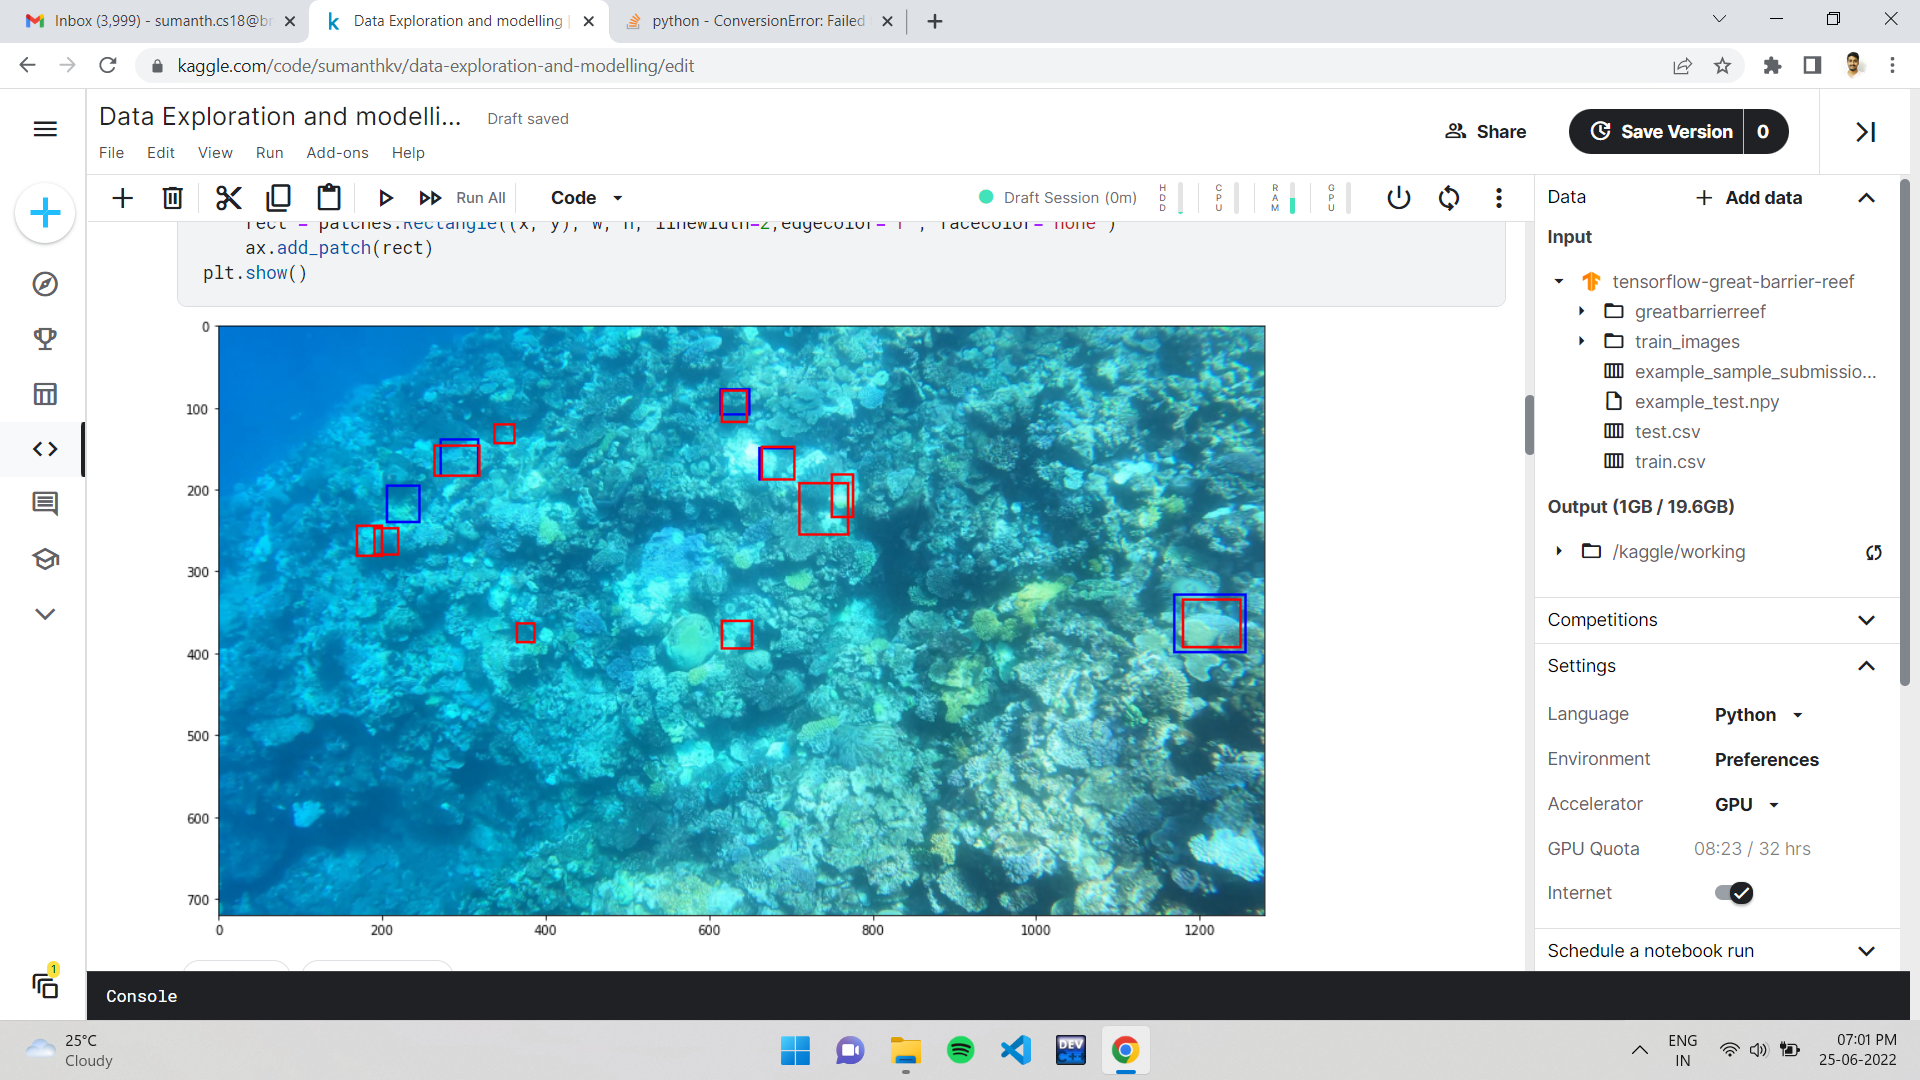 Inbox (3,999) - sumanth.cs18@b
Data Exploration and modelling
python - ConversionError: Failed
kaggle.com/code/sumanthkv/data-exploration-and-modelling/edit
Data Exploration and modelli...
Draft saved
Share
Save Version
0
File Edit View Run Add-ons Help
Run All
Code
Draft Session (0m)
HDD
CPU
RAM
GPU
Data
Add data
Input
rect = patches.Rectangle((x, y), w, h, linewidth=2,edgecolor='r', facecolor='none')
ax.add_patch(rect)
plt.show()
tensorflow-great-barrier-reef
greatbarrierreef
train_images
example_sample_submissio...
example_test.npy
test.csv
train.csv
Output (1GB / 19.6GB)
/kaggle/working
Competitions
Settings
Language Python
Environment Preferences
Accelerator GPU
GPU Quota 08:23 / 32 hrs
Internet
Schedule a notebook run
0
100
200
300
400
500
600
700
0 200 400 600 800 1000 1200
1
Console
25°C
Cloudy
DEV
C++
ENG
IN
07:01 PM
25-06-2022